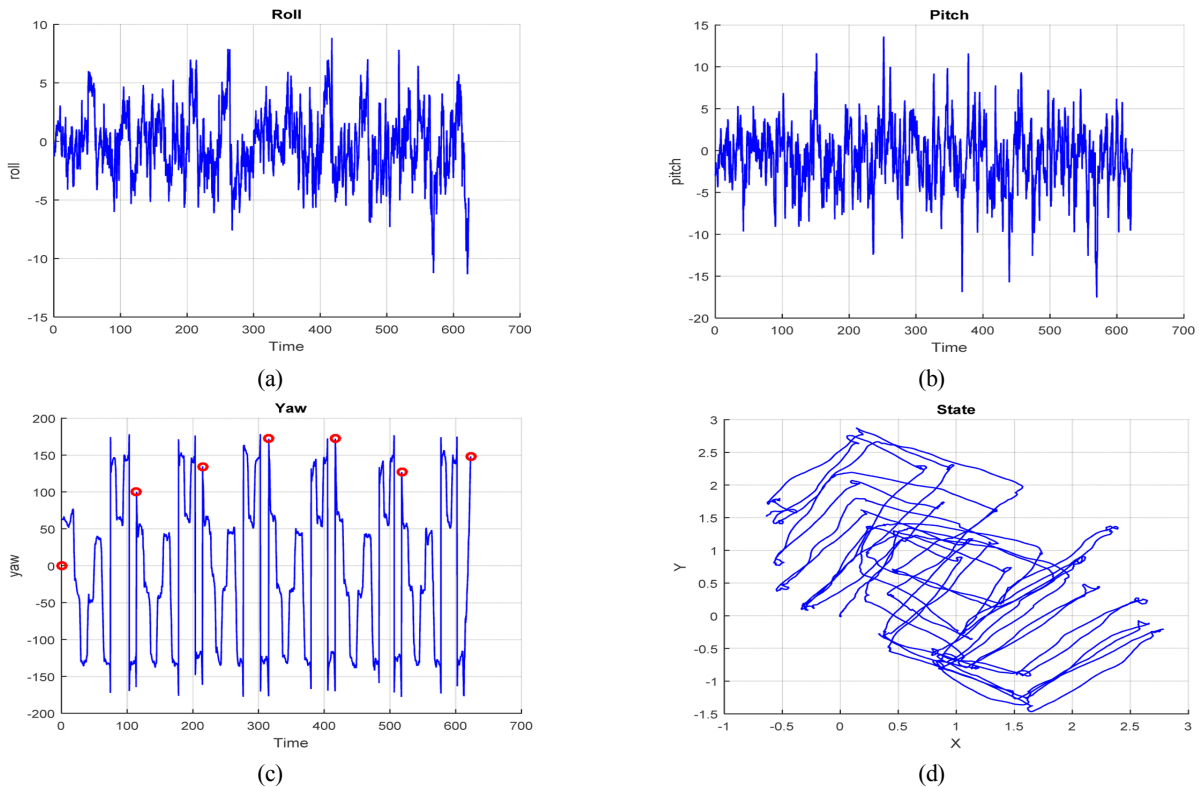 Roll
10
5
0
-5
-10
-15
roll
0 100 200 300 400 500 600 700
Time
(a)
Pitch
15
10
5
0
-5
-10
-15
-20
pitch
0 100 200 300 400 500 600 700
Time
(b)
Yaw
200
150
100
50
0
-50
-100
-150
-200
yaw
0 100 200 300 400 500 600 700
Time
(c)
State
3
2.5
2
1.5
1
0.5
0
-0.5
-1
-1.5
Y
-1 -0.5 0 0.5 1 1.5 2 2.5 3
X
(d)